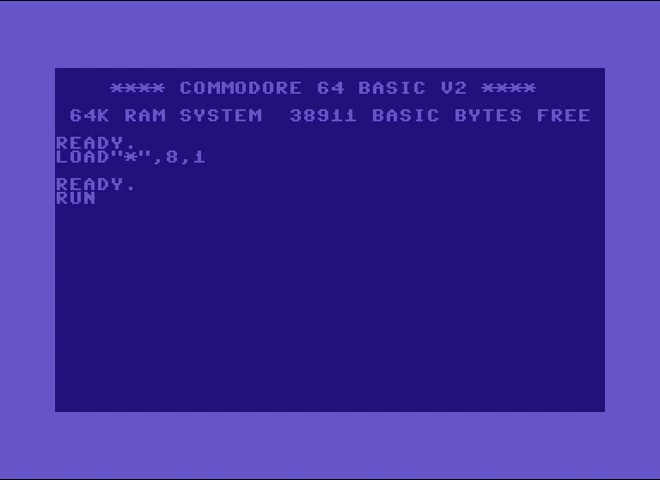 **** COMMODORE 64 BASIC V2 ****
64K RAM SYSTEM  38911 BASIC BYTES FREE
READY.
LOAD"*",8,1
READY.
RUN